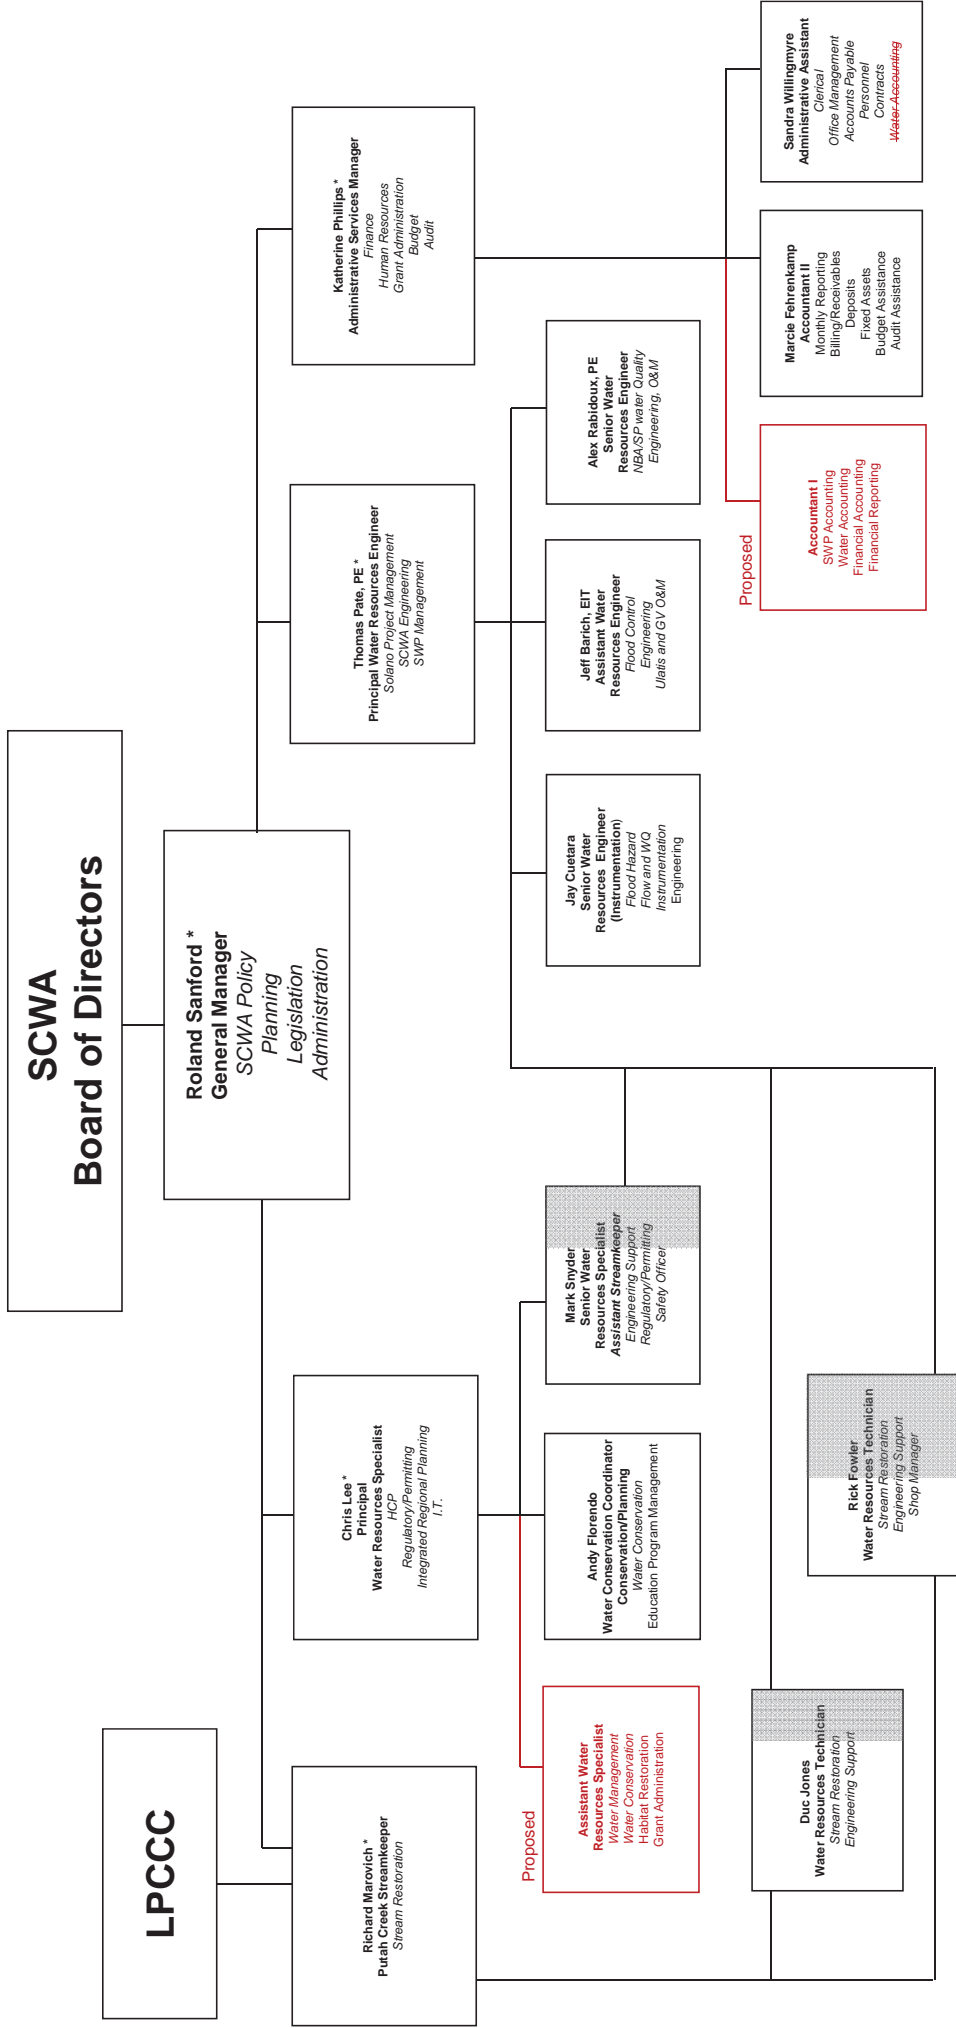 SCWA
Board of Directors
LPCCC
Roland Sanford *
General Manager
SCWA Policy
Planning
Legislation
Administration
Richard Marovich *
Putah Creek Streamkeeper
Stream Restoration
Chris Lee *
Principal
Water Resources Specialist
HCP
Regulatory/Permitting
Integrated Regional Planning
I.T.
Thomas Pate, PE *
Principal Water Resources Engineer
Solano Project Management
SCWA Engineering
SWP Management
Katherine Phillips *
Administrative Services Manager
Finance
Human Resources
Grant Administration
Budget
Audit
Proposed
Assistant Water
Resources Specialist
Water Management
Water Conservation
Habitat Restoration
Grant Administration
Andy Florendo
Water Conservation Coordinator
Conservation/Planning
Water Conservation
Education Program Management
Mark Snyder
Senior Water
Resources Specialist
Assistant Streamkeeper
Engineering Support
Regulatory/Permitting
Safety Officer
Jay Cuetara
Senior Water
Resources Engineer
(Instrumentation)
Flood Hazard
Flow and WQ
Instrumentation
Engineering
Jeff Barich, EIT
Assistant Water
Resources Engineer
Flood Control
Engineering
Ulatis and GV O&M
Alex Rabidoux, PE
Senior Water
Resources Engineer
NBA/SP water Quality
Engineering, O&M
Duc Jones
Water Resources Technician
Stream Restoration
Engineering Support
Rick Fowler
Water Resources Technician
Stream Restoration
Engineering Support
Shop Manager
Proposed
Accountant I
SWP Accounting
Water Accounting
Financial Accounting
Financial Reporting
Marcie Fehrenkamp
Accountant II
Monthly Reporting
Billing/Receivables
Deposits
Fixed Assets
Budget Assistance
Audit Assistance
Sandra Willingmyre
Administrative Assistant
Clerical
Office Management
Accounts Payable
Personnel
Contracts
Water Accounting